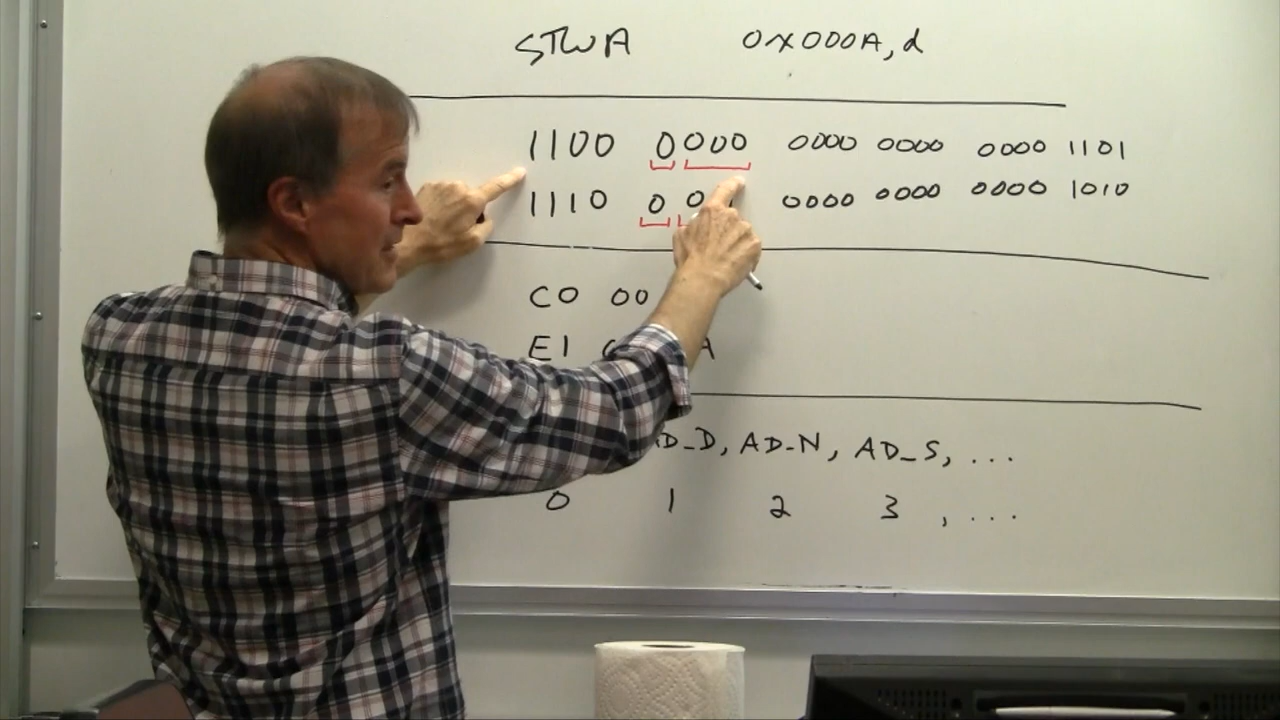 STWA 0x000A,d
1100 0000 0000 0000 0000 1101
1110 0 0 0000 0000 0000 1010
C0 00
E1 A
D_D, AD_N, AD_S, ...
0 1 2 3 , ...